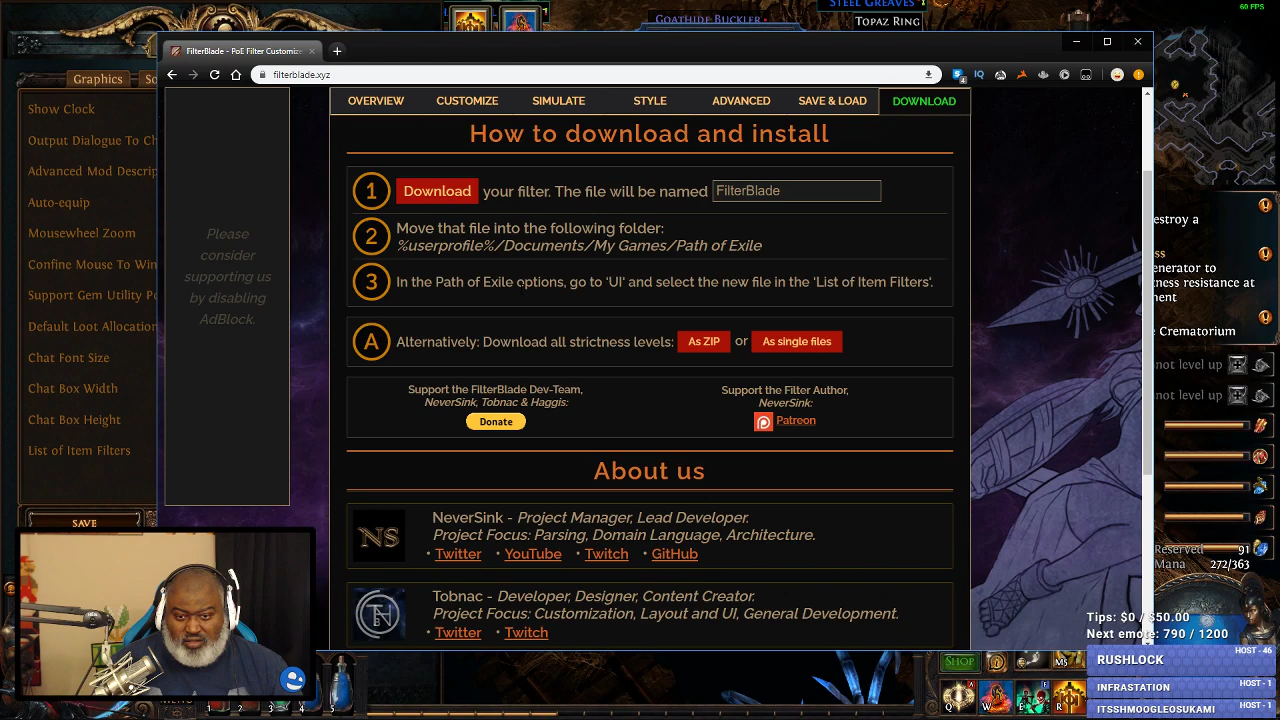 STEEL GREAVES
60 FPS
GOATHIDE BUCKLER
TOPAZ RING
FilterBlade - PoE Filter Customiz
filterblade.xyz
IQ
Graphics
So
Show Clock
Output Dialogue To Ch
Advanced Mod Descrip
Auto-equip
Mousewheel Zoom
Confine Mouse To Win
Support Gem Utility Po
Default Loot Allocation
Chat Font Size
Chat Box Width
Chat Box Height
List of Item Filters
SAVE
Please
consider
supporting us
by disabling
AdBlock.
OVERVIEW CUSTOMIZE SIMULATE STYLE ADVANCED SAVE & LOAD DOWNLOAD
How to download and install
1 Download your filter. The file will be named FilterBlade
2 Move that file into the following folder:
%userprofile%/Documents/My Games/Path of Exile
3 In the Path of Exile options, go to 'UI' and select the new file in the 'List of Item Filters'.
A Alternatively: Download all strictness levels: As ZIP or As single files
Support the FilterBlade Dev-Team,
NeverSink, Tobnac & Haggis:
Donate
Support the Filter Author,
NeverSink:
Patreon
About us
NS
NeverSink - Project Manager, Lead Developer.
Project Focus: Parsing, Domain Language, Architecture.
• Twitter • YouTube • Twitch • GitHub
Tobnac - Developer, Designer, Content Creator.
Project Focus: Customization, Layout and UI, General Development.
• Twitter • Twitch
estroy a
ss
enerator to
tness resistance at
nent
e Crematorium
not level up
not level up
Reserved 91
Mana 272/363
Tips: $0 / $50.00
Next emote: 790 / 1200
HOST - 46
RUSHLOCK
HOST - 1
INFRASTATION
HOST - 1
ITSSHMOOGLEOSUKAMI
SHOP
Q W E R T